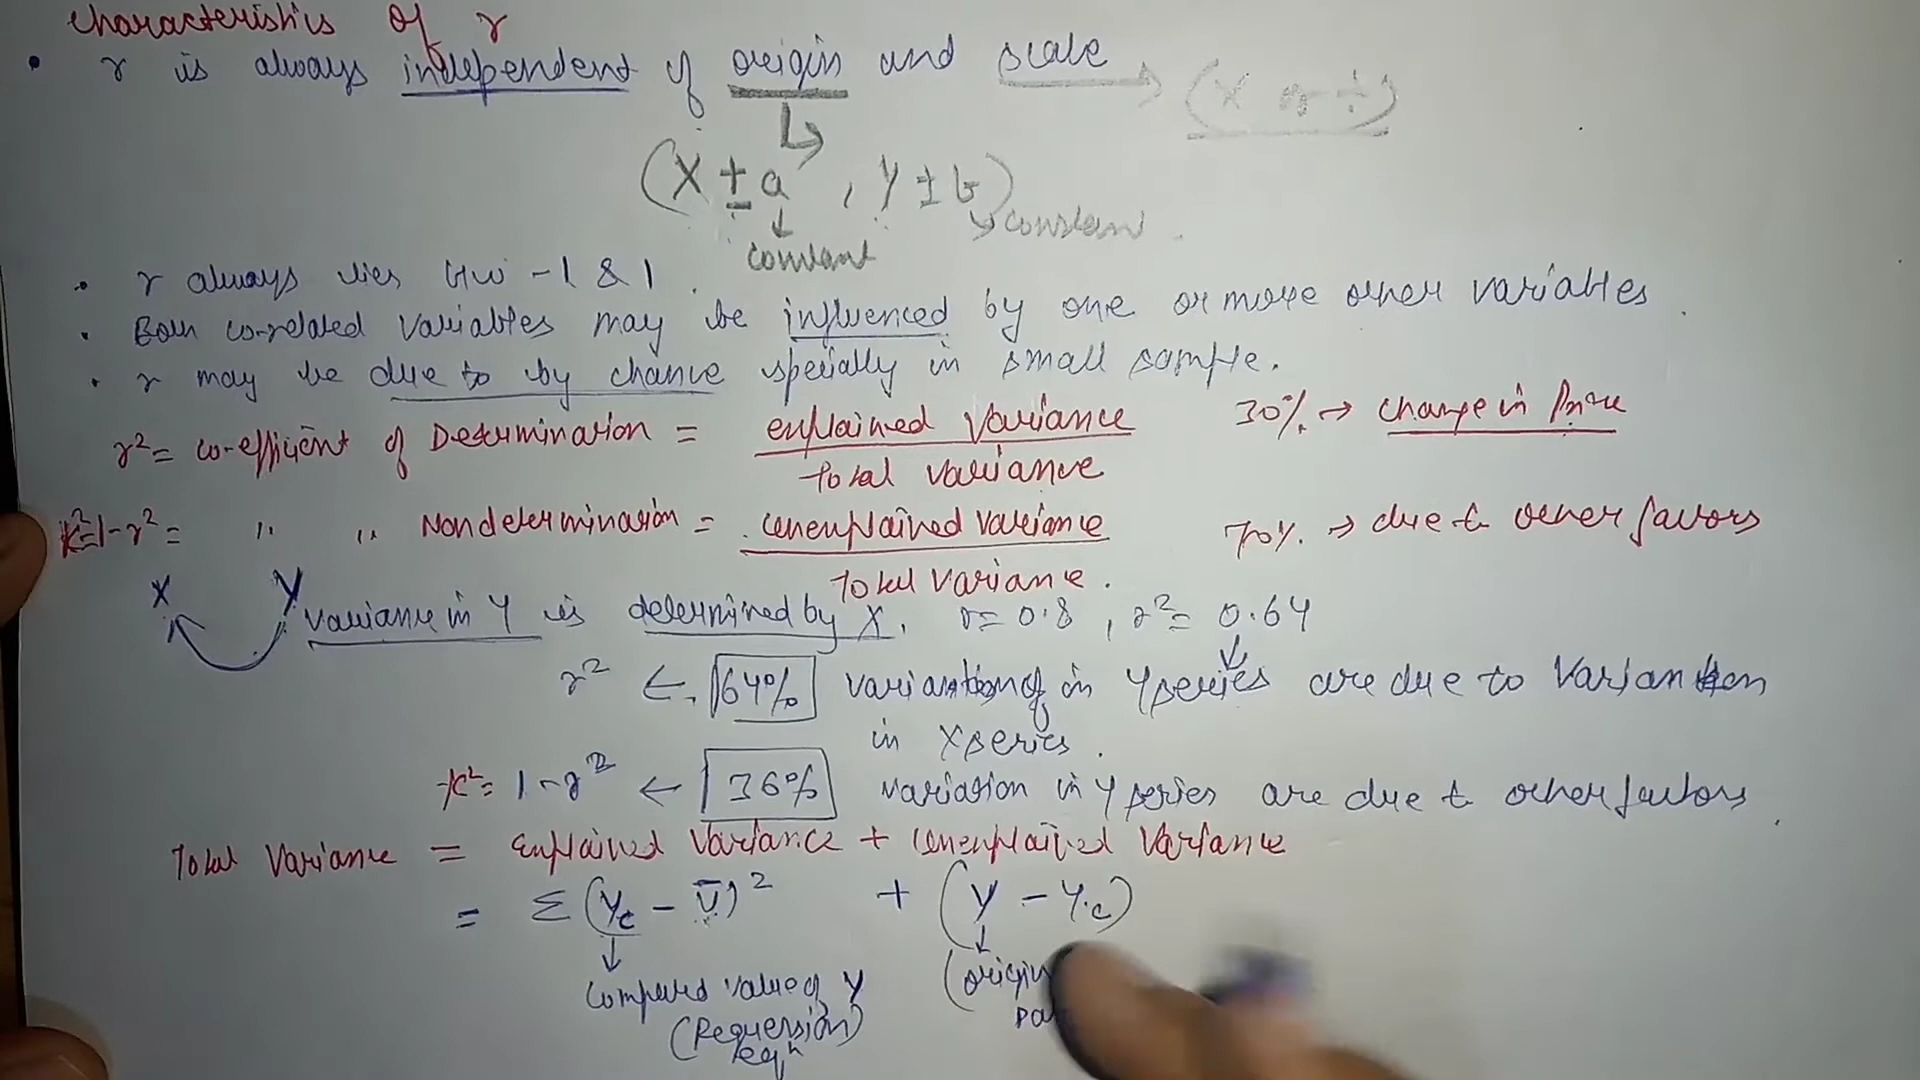 characteristics of r
• r is always independent of origin and scale → (X or ÷)
(X ± a , Y ± b)
constant
constant
• r always lies b/w -1 & 1.
• Both co-related variables may be influenced by one or more other variables.
• r may be due to by chance specially in small sample.
r² = co-efficient of Determination = explained variance / Total variance
30% → change in Price
K² = 1-r² = " " Nondetermination = unexplained variance / Total variance.
70% → due to other factors
X Y
variance in Y is determined by X. r = 0.8 , r² = 0.64
r² ← 64% variation in Y series are due to variation
in X series.
K² = 1-r² ← 36% variation in Y series are due to other factors.
Total Variance = Explained Variance + Unexplained Variance
= Σ (Yc - Ȳ)² + (Y - Yc)
Computed value of Y
(Regression eqⁿ)